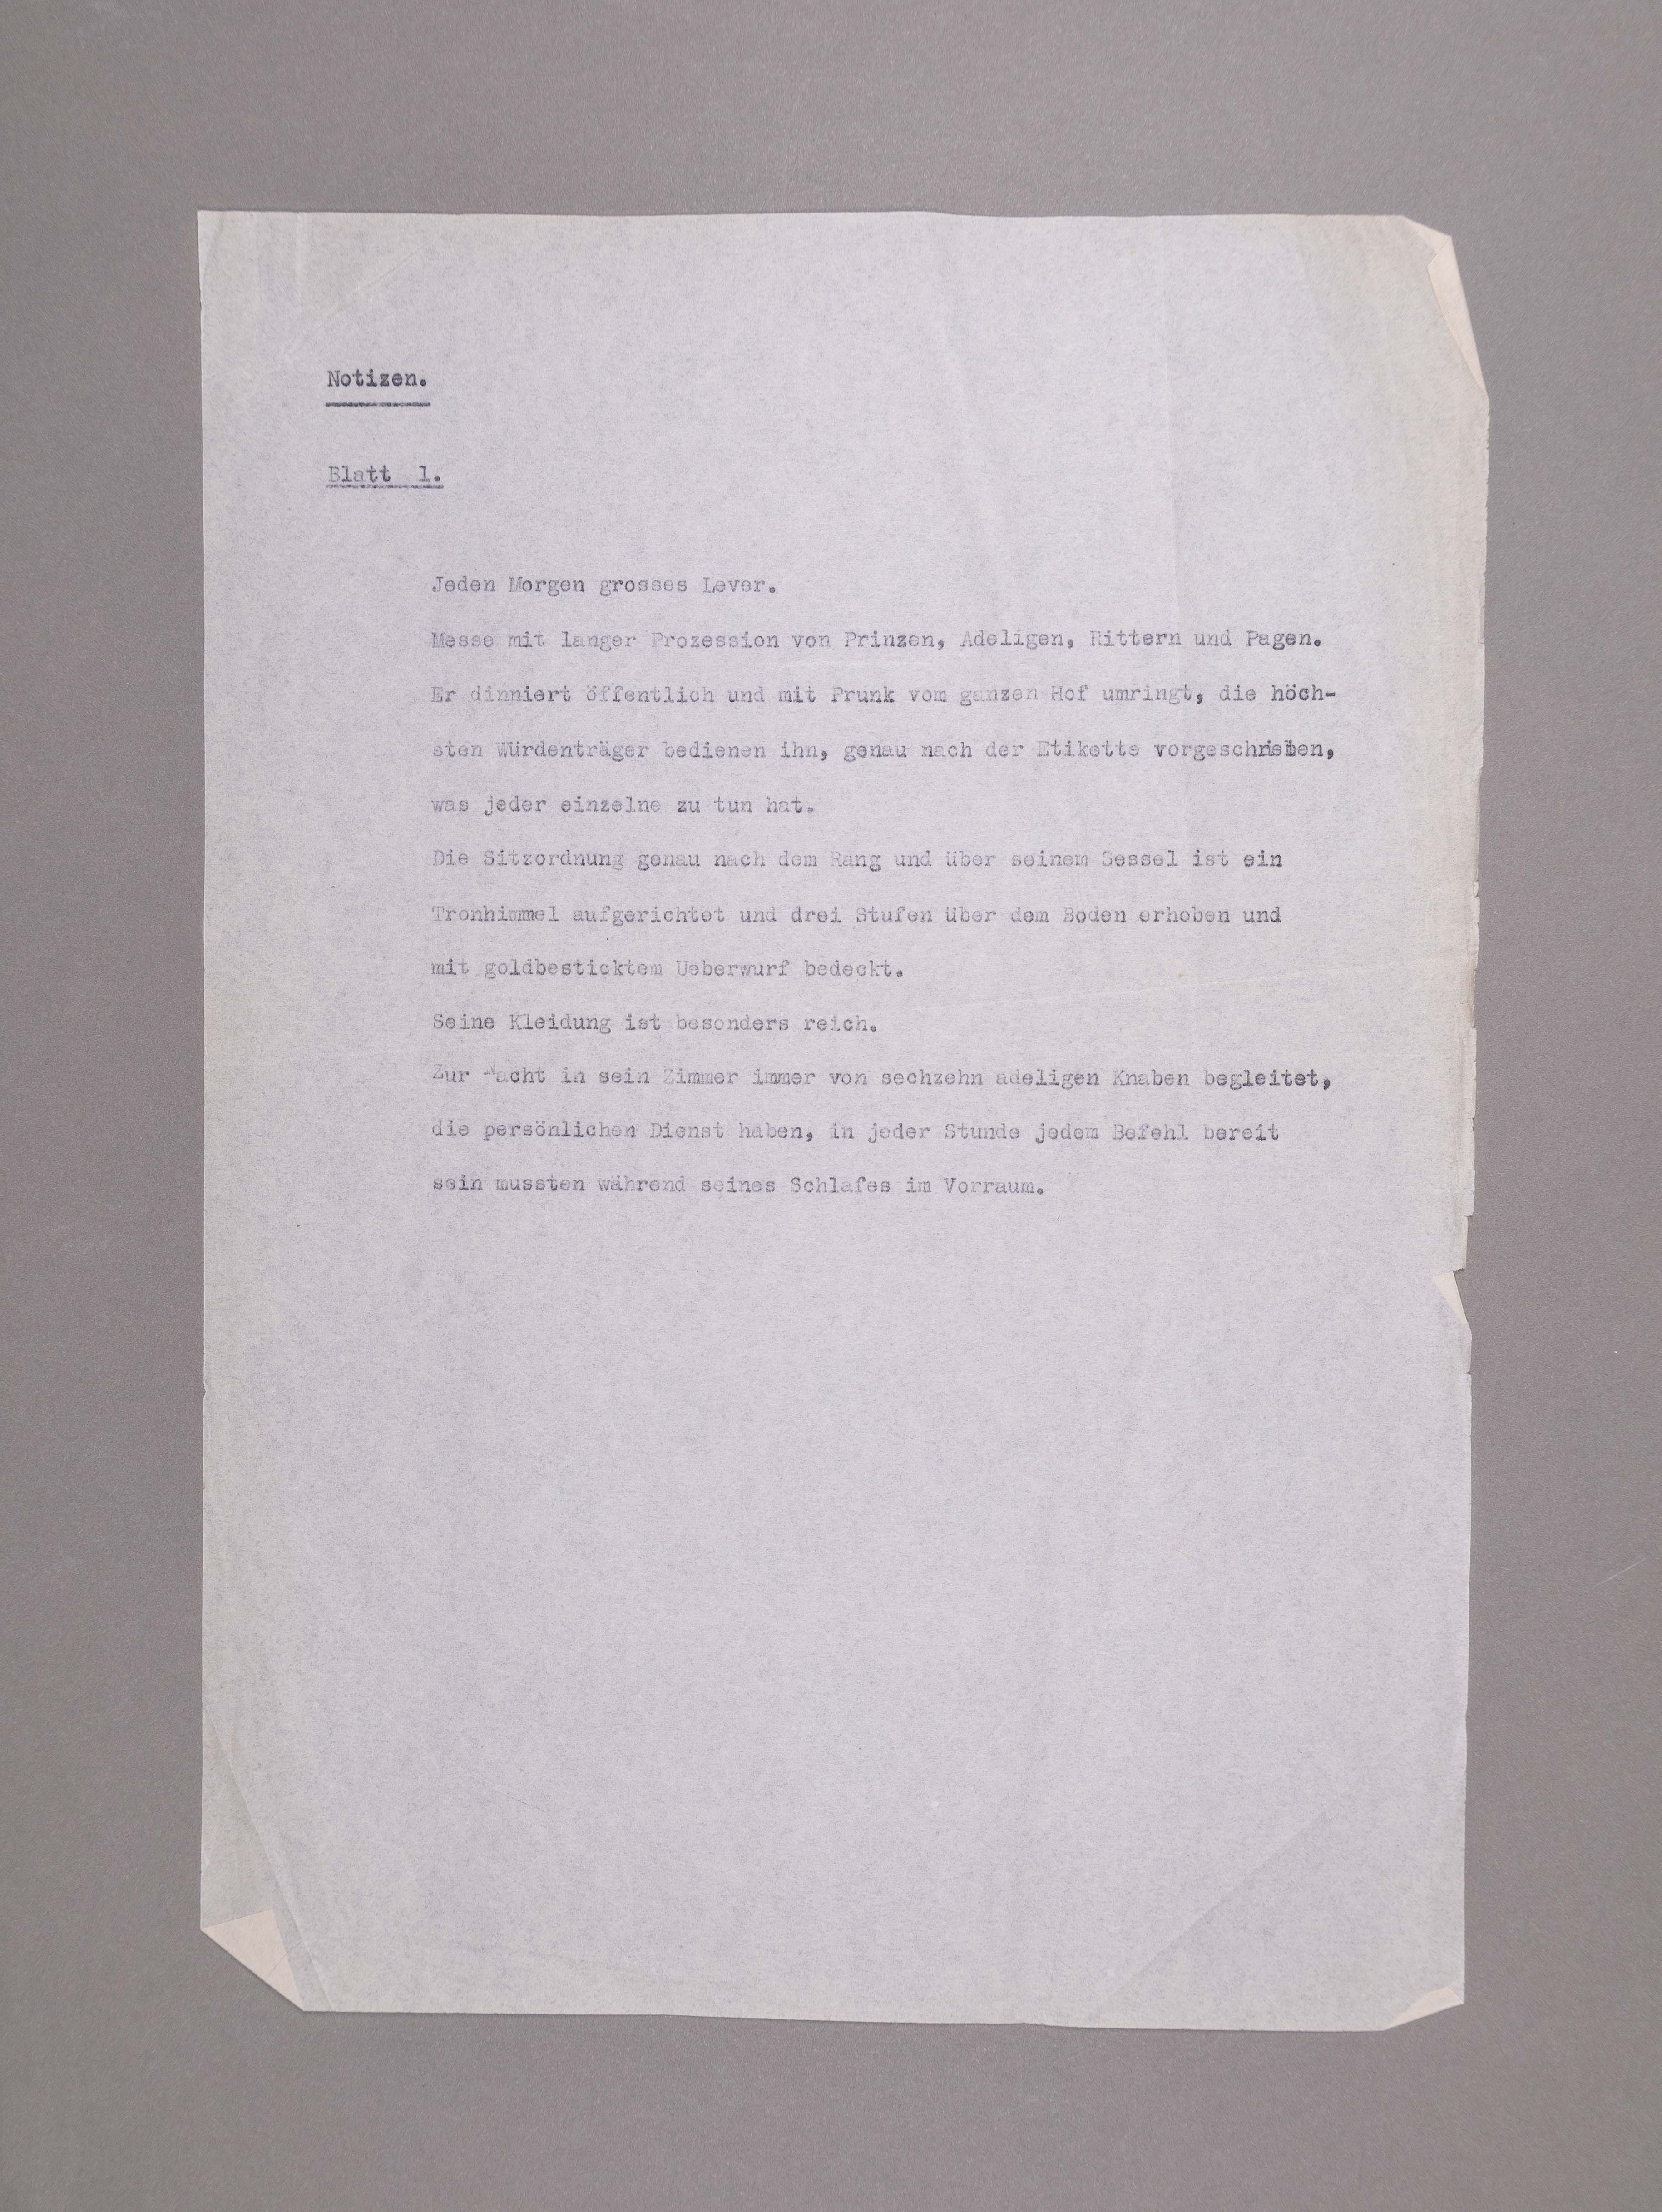 Notizen.
Blatt 1.
Jeden Morgen grosses Lever.
Messe mit langer Prozession von Prinzen, Adeligen, Rittern und Pagen.
Er dinniert öffentlich und mit Prunk vom ganzen Hof umringt, die höch-
sten Würdenträger bedienen ihn, genau nach der Etikette vorgeschrieben,
was jeder einzelne zu tun hat.
Die Sitzordnung genau nach dem Rang und über seinem Sessel ist ein
Tronhimmel aufgerichtet und drei Stufen über dem Boden erhoben und
mit goldbesticktem Ueberwurf bedeckt.
Seine Kleidung ist besonders reich.
Zur Nacht in sein Zimmer immer von sechzehn adeligen Knaben begleitet,
die persönlichen Dienst haben, in jeder Stunde jedem Befehl bereit
sein mussten während seines Schlafes im Vorraum.